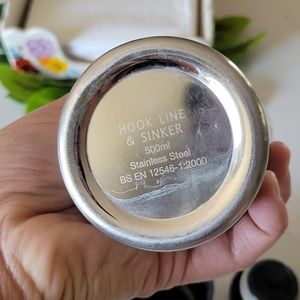 HOOK LINE
& SINKER
500ml
Stainless Steel
BS EN 12546-1:2000